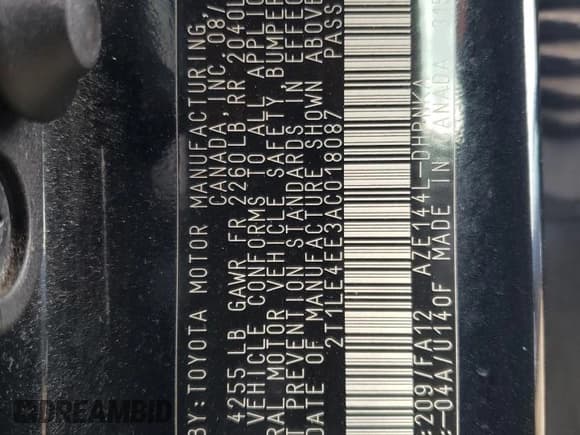 BY: TOYOTA MOTOR MANUFACTURING,
CANADA, INC. 08/
4255 LB GAWR FR 2260LB RR 2040L
VEHICLE CONFORMS TO ALL APPLIC
RAL MOTOR VEHICLE SAFETY, BUMPER
T PREVENTION STANDARDS IN EFFEC
DATE OF MANUFACTURE SHOWN ABOVE
2T1LE4EE3AC018087 PASS
209/FA12 AZE144L-DHPNKA
04A/U140F MADE IN CANADA
DREAMBID